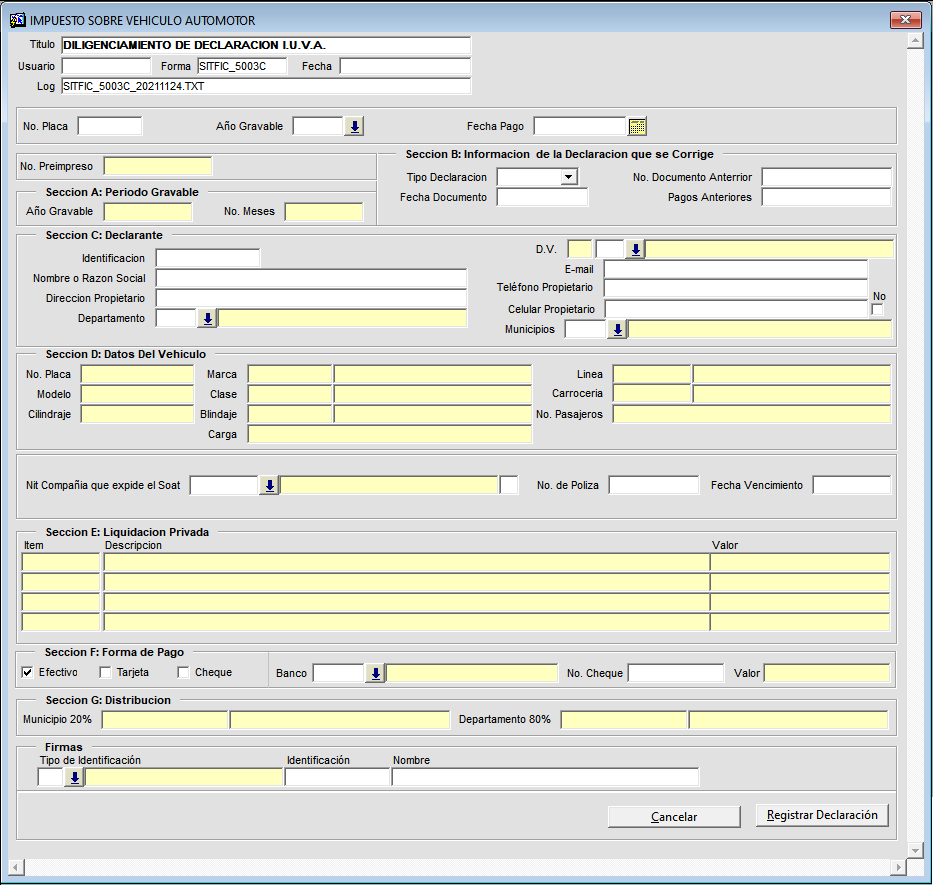 IMPUESTO SOBRE VEHICULO AUTOMOTOR
Titulo DILIGENCIAMIENTO DE DECLARACION I.U.V.A.
Usuario Forma SITFIC_5003C Fecha
Log SITFIC_5003C_20211124.TXT
No. Placa Año Gravable Fecha Pago
No. Preimpreso
Seccion A: Periodo Gravable
Año Gravable No. Meses
Seccion B: Informacion de la Declaracion que se Corrige
Tipo Declaracion No. Documento Anterrior
Fecha Documento Pagos Anteriores
Seccion C: Declarante
Identificacion D.V.
Nombre o Razon Social E-mail
Direccion Propietario Teléfono Propietario
Celular Propietario No
Departamento Municipios
Seccion D: Datos Del Vehiculo
No. Placa Marca Linea
Modelo Clase Carroceria
Cilindraje Blindaje No. Pasajeros
Carga
Nit Compañia que expide el Soat No. de Poliza Fecha Vencimiento
Seccion E: Liquidacion Privada
Item Descripcion Valor
Seccion F: Forma de Pago
Efectivo Tarjeta Cheque Banco No. Cheque Valor
Seccion G: Distribucion
Municipio 20% Departamento 80%
Firmas
Tipo de Identificación Identificación Nombre
Cancelar Registrar Declaración